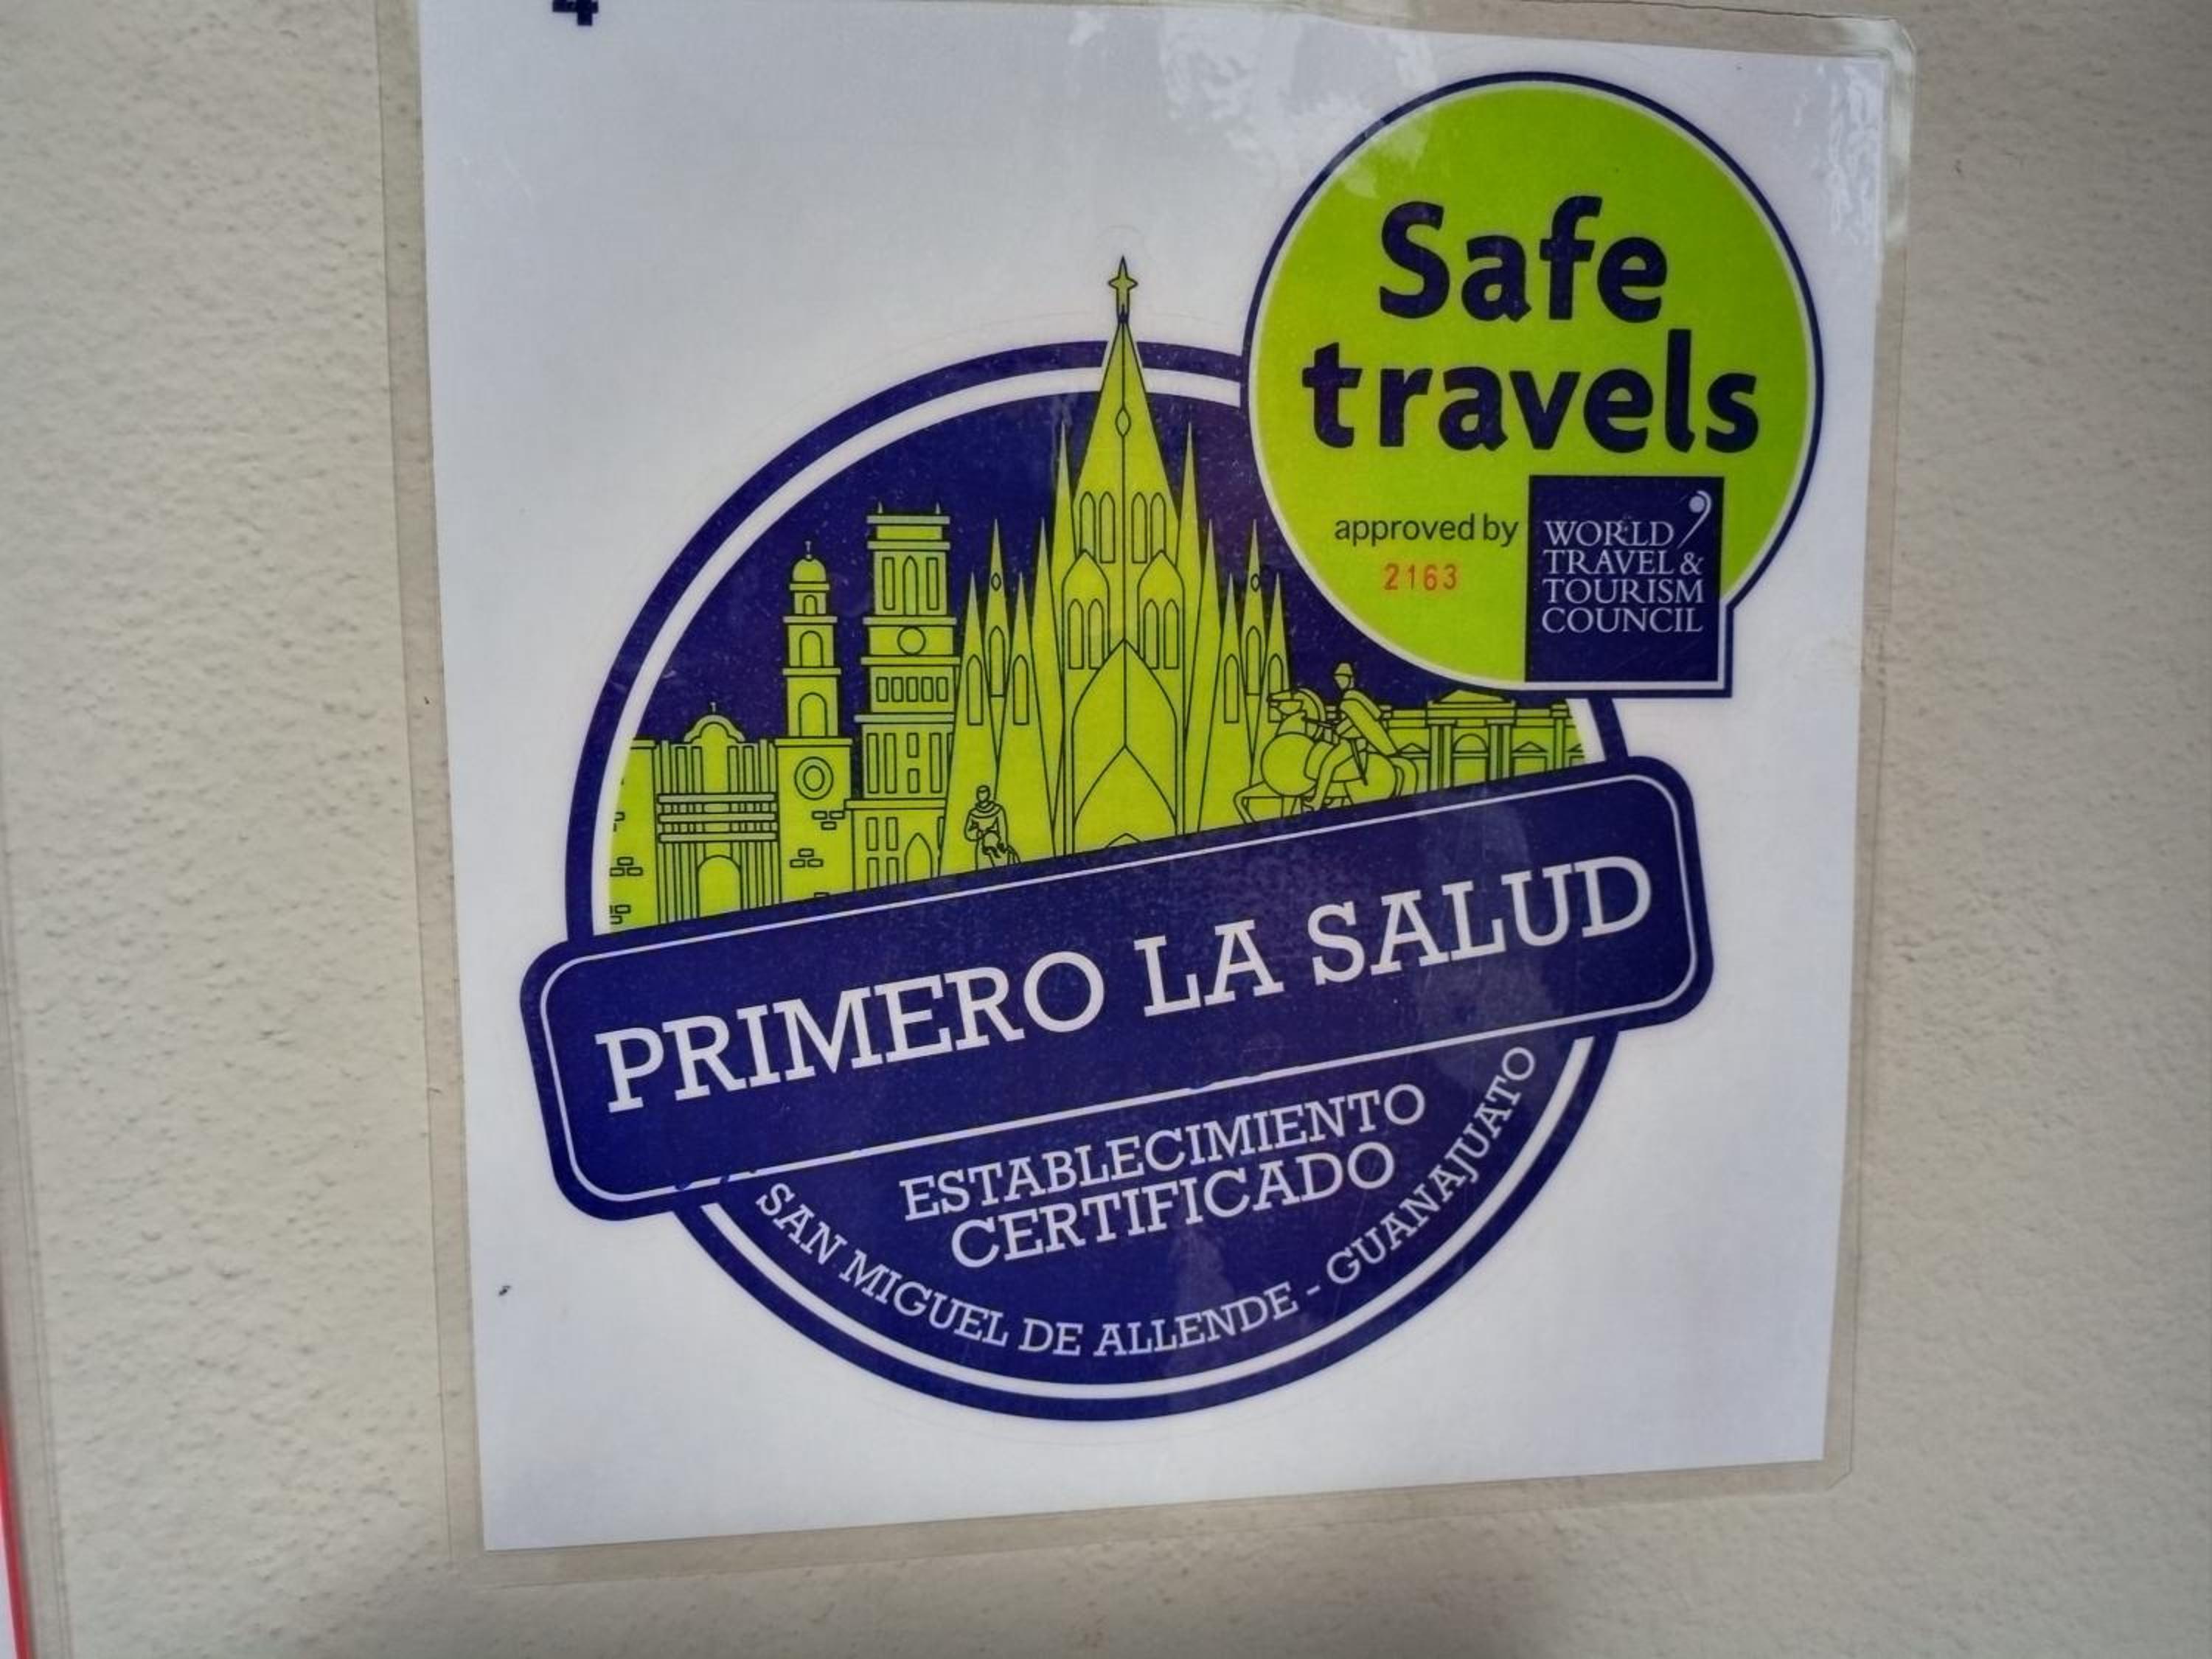 Safe
travels
approved by
2163
WORLD
TRAVEL &
TOURISM
COUNCIL
PRIMERO LA SALUD
ESTABLECIMIENTO
CERTIFICADO
SAN MIGUEL DE ALLENDE - GUANAJUATO